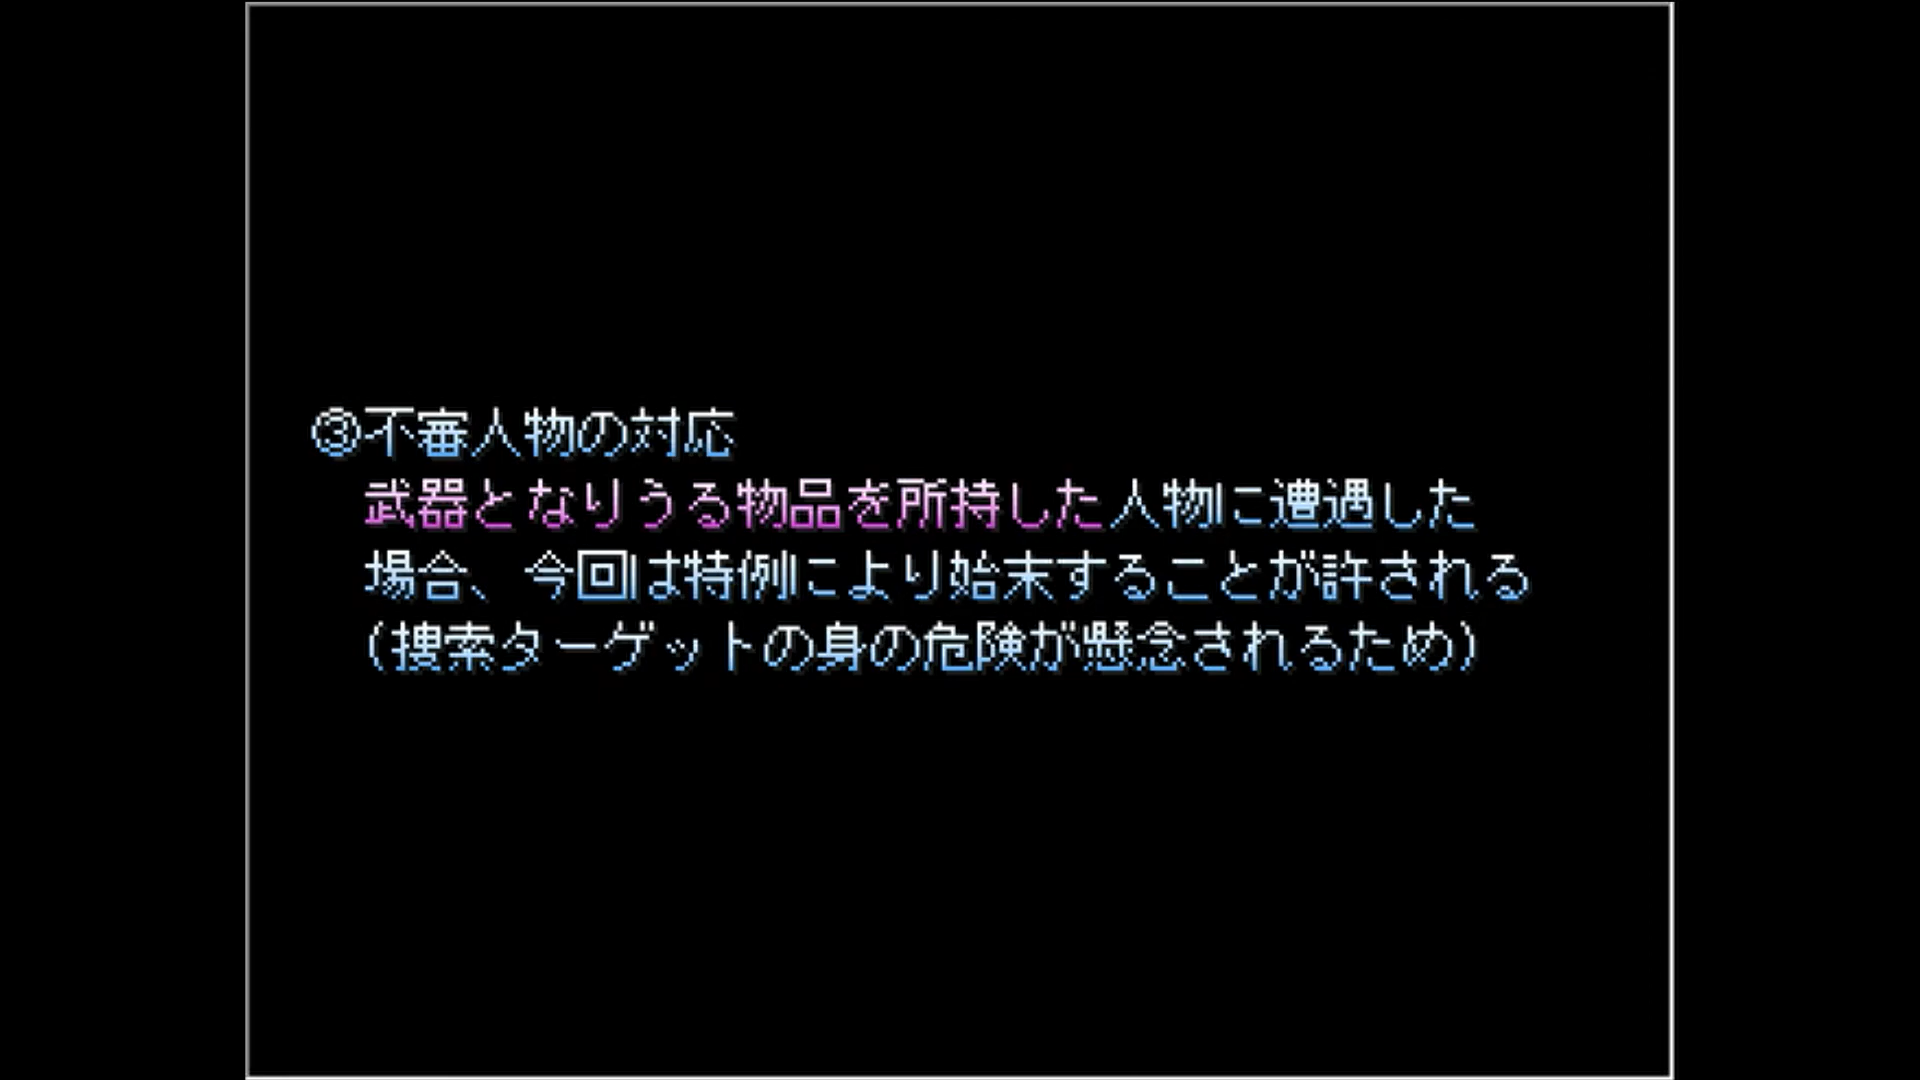 ③不審人物の対応
武器となりうる物品を所持した人物に遭遇した
場合、今回は特例により始末することが許される
(捜索ターゲットの身の危険が懸念されるため)